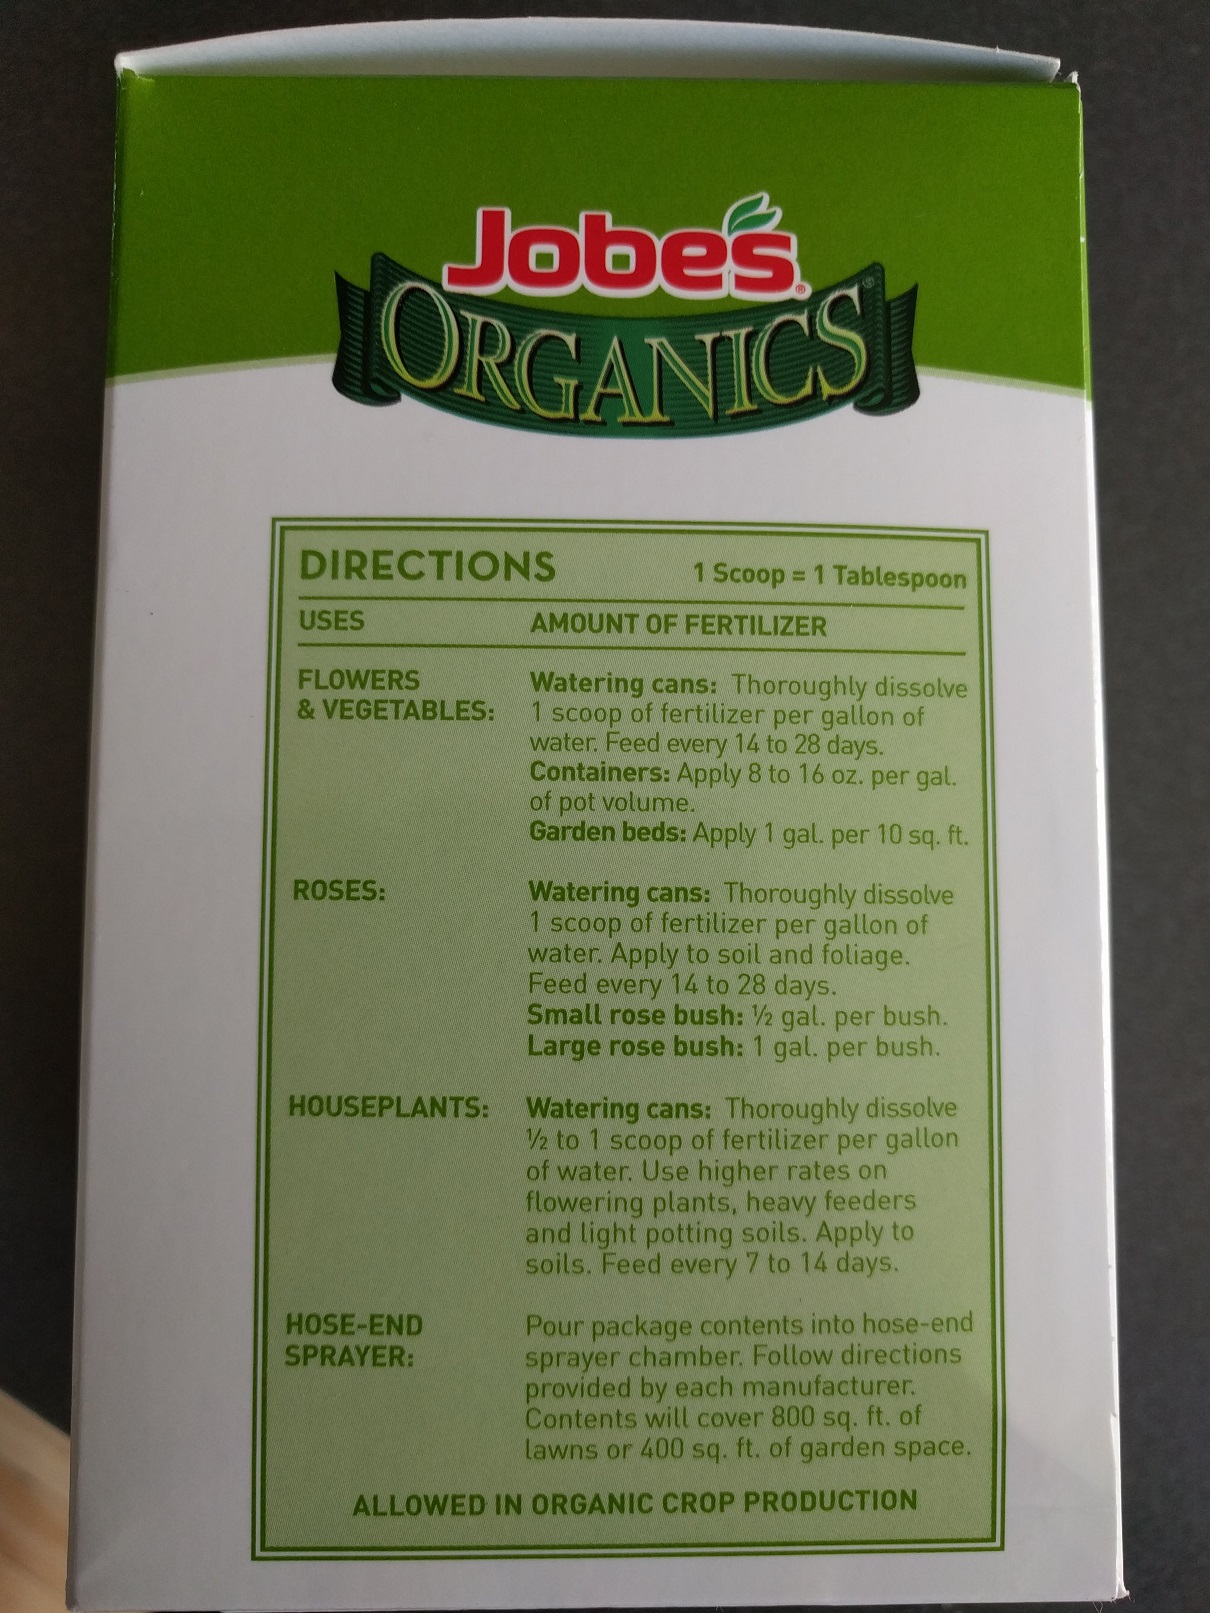 Jobe's®
ORGANICS®
DIRECTIONS 1 Scoop = 1 Tablespoon
USES AMOUNT OF FERTILIZER
FLOWERS
& VEGETABLES:
Watering cans: Thoroughly dissolve
1 scoop of fertilizer per gallon of
water. Feed every 14 to 28 days.
Containers: Apply 8 to 16 oz. per gal.
of pot volume.
Garden beds: Apply 1 gal. per 10 sq. ft.
ROSES:
Watering cans: Thoroughly dissolve
1 scoop of fertilizer per gallon of
water. Apply to soil and foliage.
Feed every 14 to 28 days.
Small rose bush: ½ gal. per bush.
Large rose bush: 1 gal. per bush.
HOUSEPLANTS:
Watering cans: Thoroughly dissolve
½ to 1 scoop of fertilizer per gallon
of water. Use higher rates on
flowering plants, heavy feeders
and light potting soils. Apply to
soils. Feed every 7 to 14 days.
HOSE-END
SPRAYER:
Pour package contents into hose-end
sprayer chamber. Follow directions
provided by each manufacturer.
Contents will cover 800 sq. ft. of
lawns or 400 sq. ft. of garden space.
ALLOWED IN ORGANIC CROP PRODUCTION